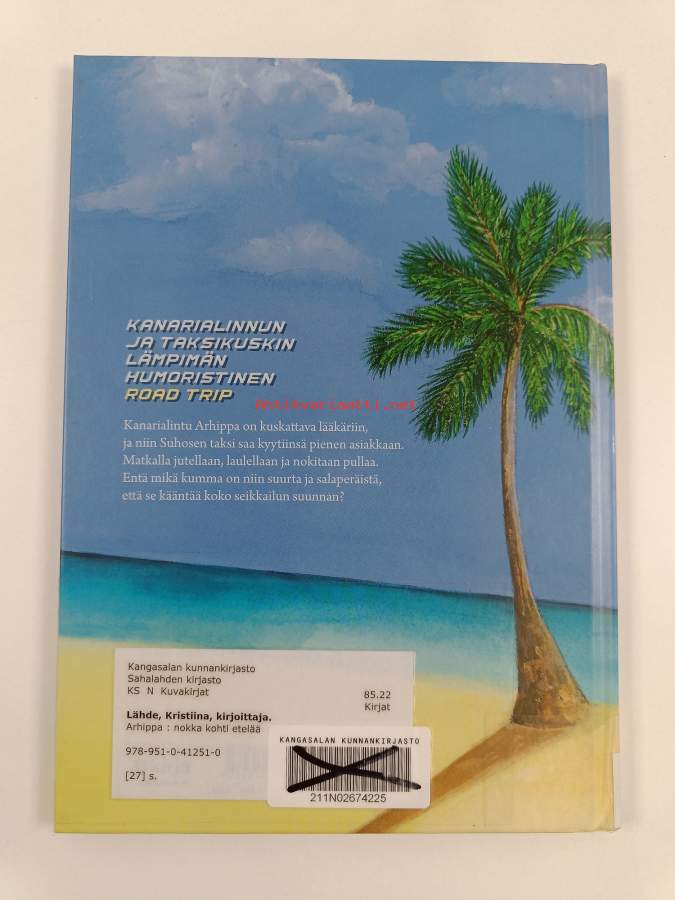 KANARIALINNUN
JA TAKSIKUSKIN
LÄMPIMÄN
HUMORISTINEN
ROAD TRIP
Antikvariaatti.net
Kanarialintu Arhippa on kuskattava lääkäriin,
ja niin Suhosen taksi saa kyytiinsä pienen asiakkaan.
Matkalla jutellaan, laulellaan ja nokitaan pullaa.
Entä mikä kumma on niin suurta ja salaperäistä,
että se kääntää koko seikkailun suunnan?
Kangasalan kunnankirjasto
Sahalahden kirjasto
KS N Kuvakirjat
85.22
Kirjat
Lähde, Kristiina, kirjoittaja.
Arhippa : nokka kohti etelää
978-951-0-41251-0
[27] s.
KANGASALAN KUNNANKIRJASTO
211N02674225